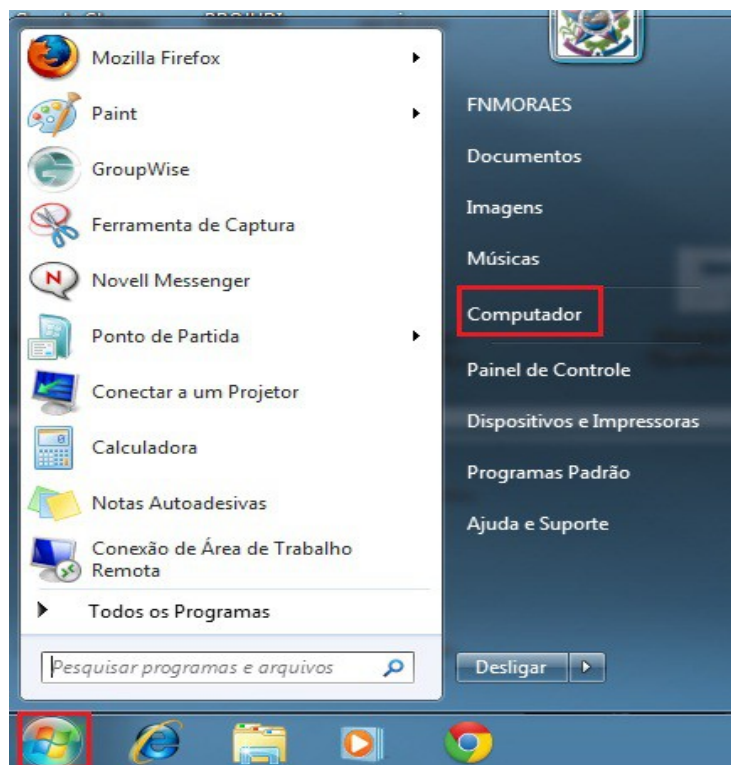 Mozilla Firefox
Paint
GroupWise
Ferramenta de Captura
Novell Messenger
Ponto de Partida
Conectar a um Projetor
Calculadora
Notas Autoadesivas
Conexão de Área de Trabalho
Remota
Todos os Programas
Pesquisar programas e arquivos
FNMORAES
Documentos
Imagens
Músicas
Computador
Painel de Controle
Dispositivos e Impressoras
Programas Padrão
Ajuda e Suporte
Desligar